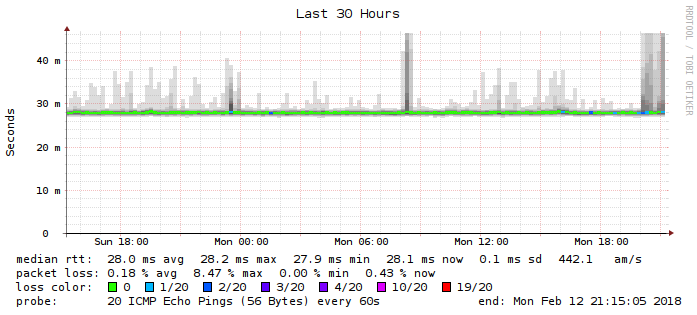 Last 30 Hours
RRDTOOL / TOBI OETIKER
Seconds
40 m
30 m
20 m
10 m
0
Sun 18:00 Mon 00:00 Mon 06:00 Mon 12:00 Mon 18:00
median rtt: 28.0 ms avg 28.2 ms max 27.9 ms min 28.1 ms now 0.1 ms sd 442.1 am/s
packet loss: 0.18 % avg 8.47 % max 0.00 % min 0.43 % now
loss color: 0 1/20 2/20 3/20 4/20 10/20 19/20
probe: 20 ICMP Echo Pings (56 Bytes) every 60s end: Mon Feb 12 21:15:05 2018